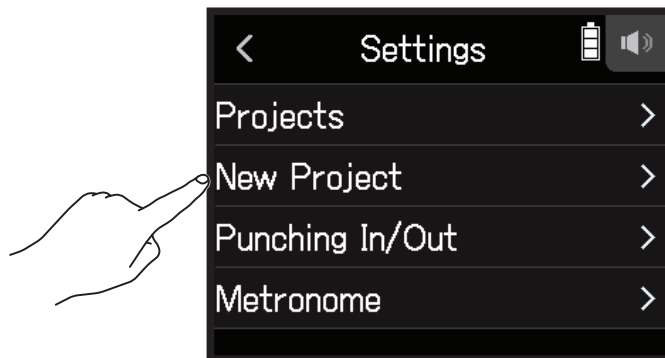 Settings
Projects
New Project
Punching In/Out
Metronome